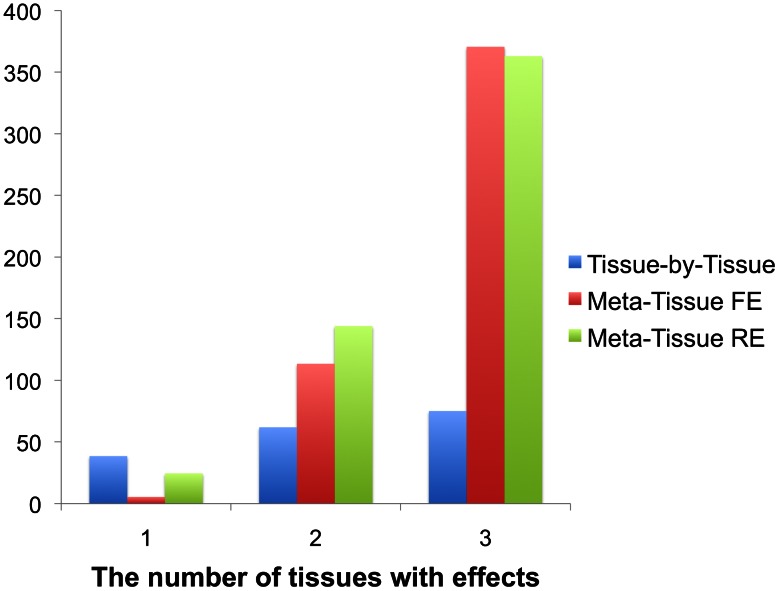 400
350
300
250
200
150
100
50
0
Tissue-by-Tissue
Meta-Tissue FE
Meta-Tissue RE
1 2 3
The number of tissues with effects